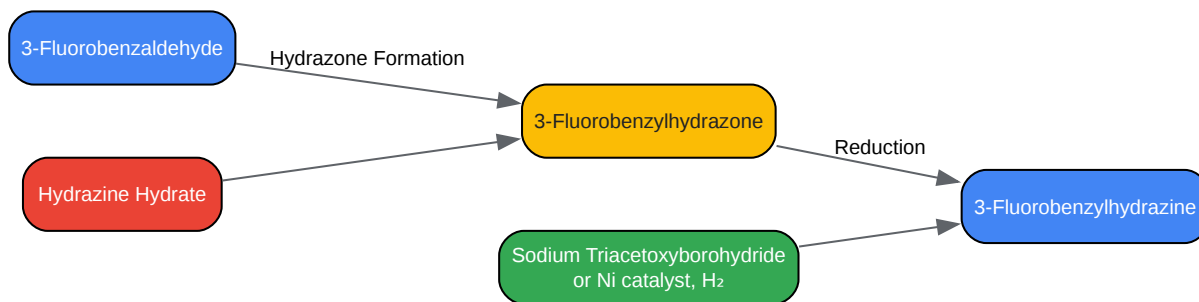 3-Fluorobenzaldehyde
Hydrazone Formation
3-Fluorobenzylhydrazone
Reduction
Hydrazine Hydrate
3-Fluorobenzylhydrazine
Sodium Triacetoxyborohydride
or Ni catalyst, H₂